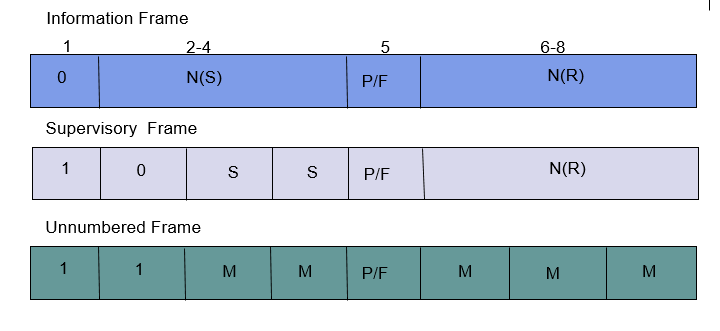 Information Frame
1 2-4 5 6-8
0 N(S) P/F N(R)
Supervisory Frame
1 0 S S P/F N(R)
Unnumbered Frame
1 1 M M P/F M M M